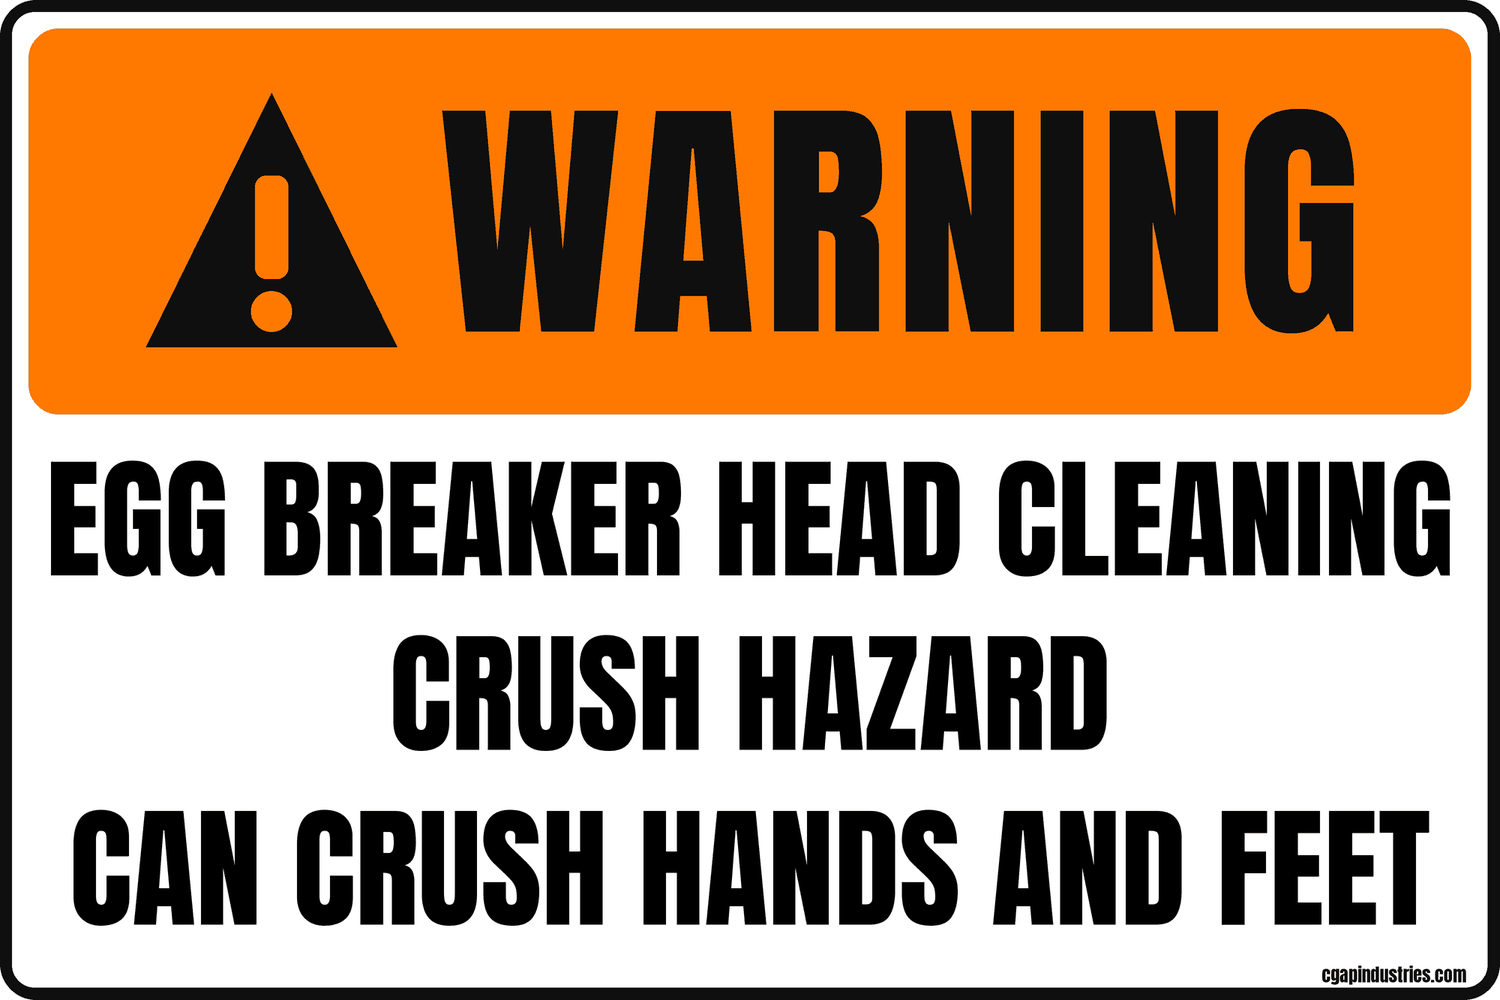 WARNING
EGG BREAKER HEAD CLEANING
CRUSH HAZARD
CAN CRUSH HANDS AND FEET
cgapindustries.com